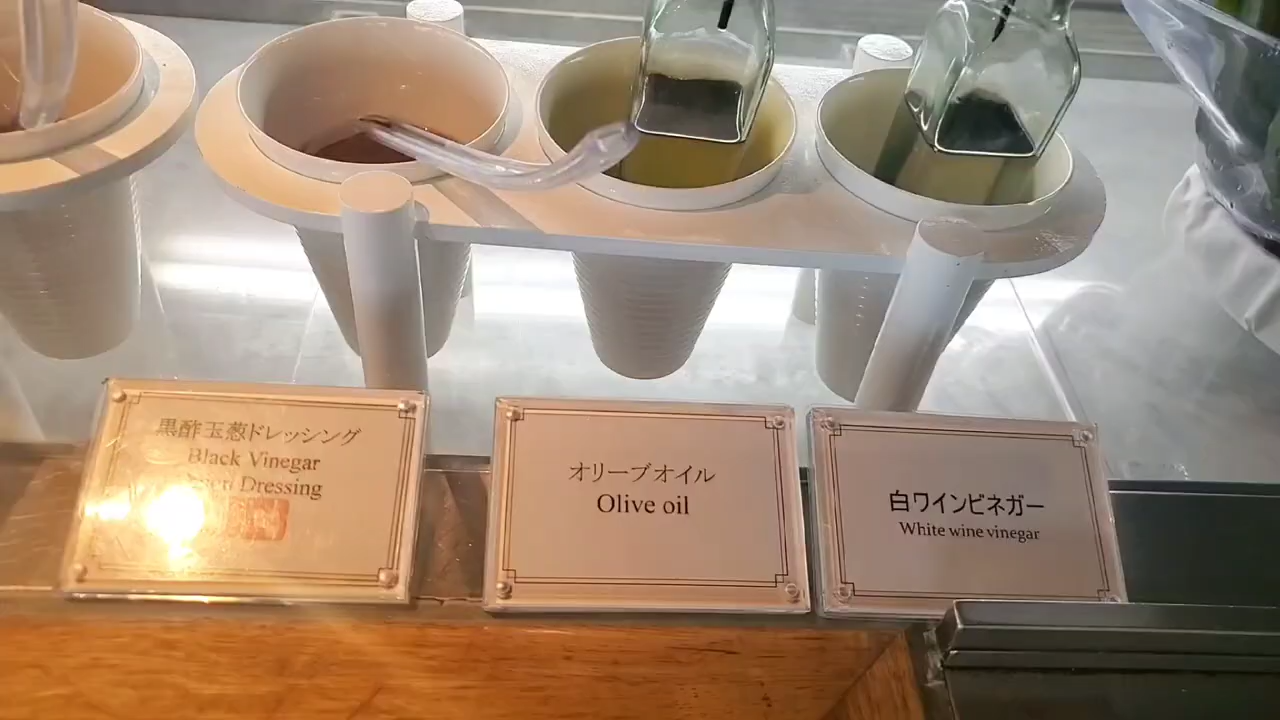 黒酢玉葱ドレッシング
Black Vinegar
Dressing
オリーブオイル
Olive oil
白ワインビネガー
White wine vinegar